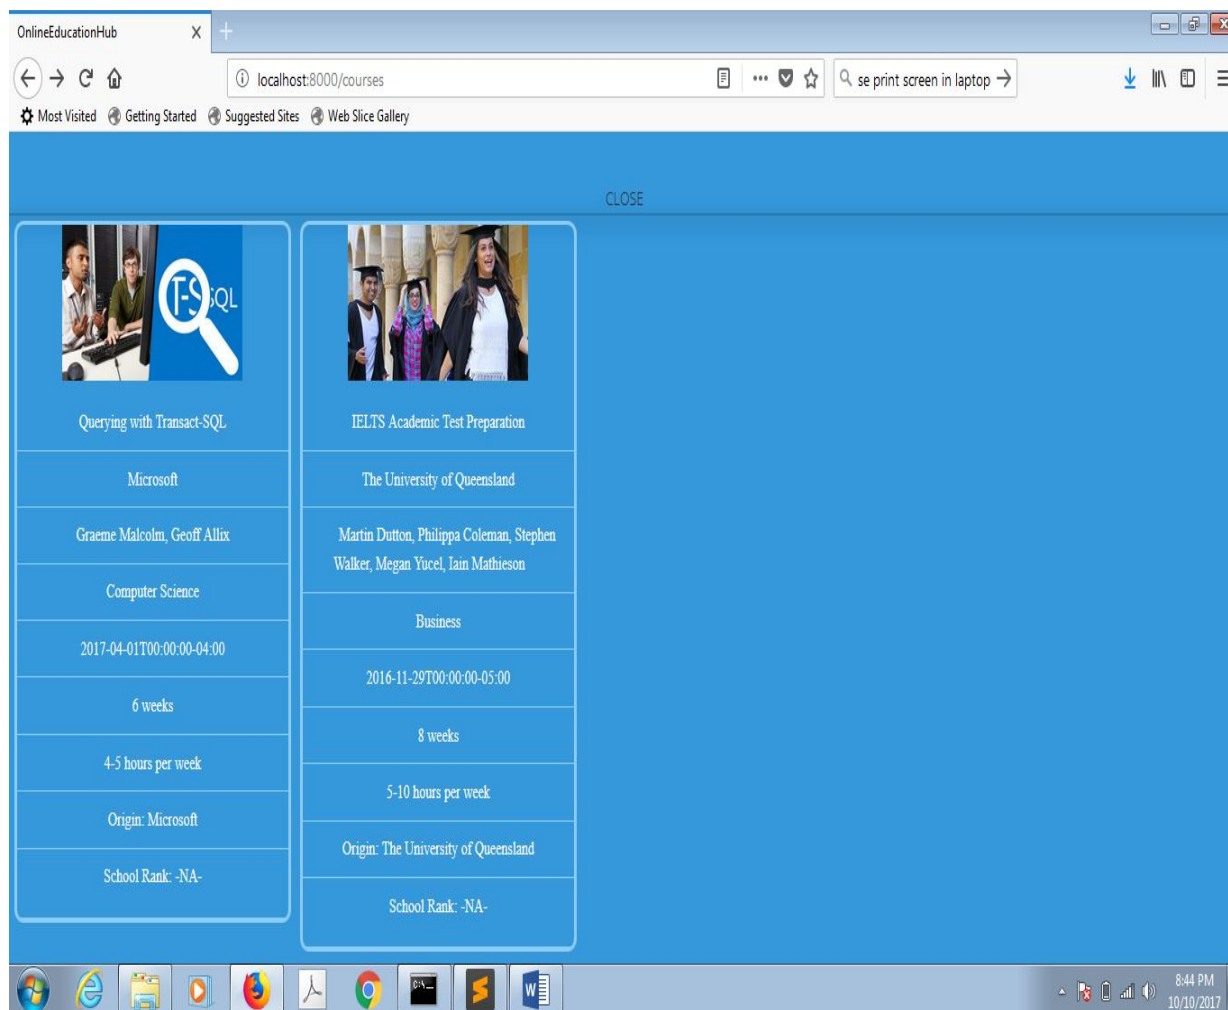 OnlineEducationHub
localhost:8000/courses
se print screen in laptop
Most Visited Getting Started Suggested Sites Web Slice Gallery
CLOSE
T-SQL
Querying with Transact-SQL
Microsoft
Graeme Malcolm, Geoff Allix
Computer Science
2017-04-01T00:00:00-04:00
6 weeks
4-5 hours per week
Origin: Microsoft
School Rank: -NA-
IELTS Academic Test Preparation
The University of Queensland
Martin Dutton, Philippa Coleman, Stephen
Walker, Megan Yucel, Iain Mathieson
Business
2016-11-29T00:00:00-05:00
8 weeks
5-10 hours per week
Origin: The University of Queensland
School Rank: -NA-
8:44 PM
10/10/2017